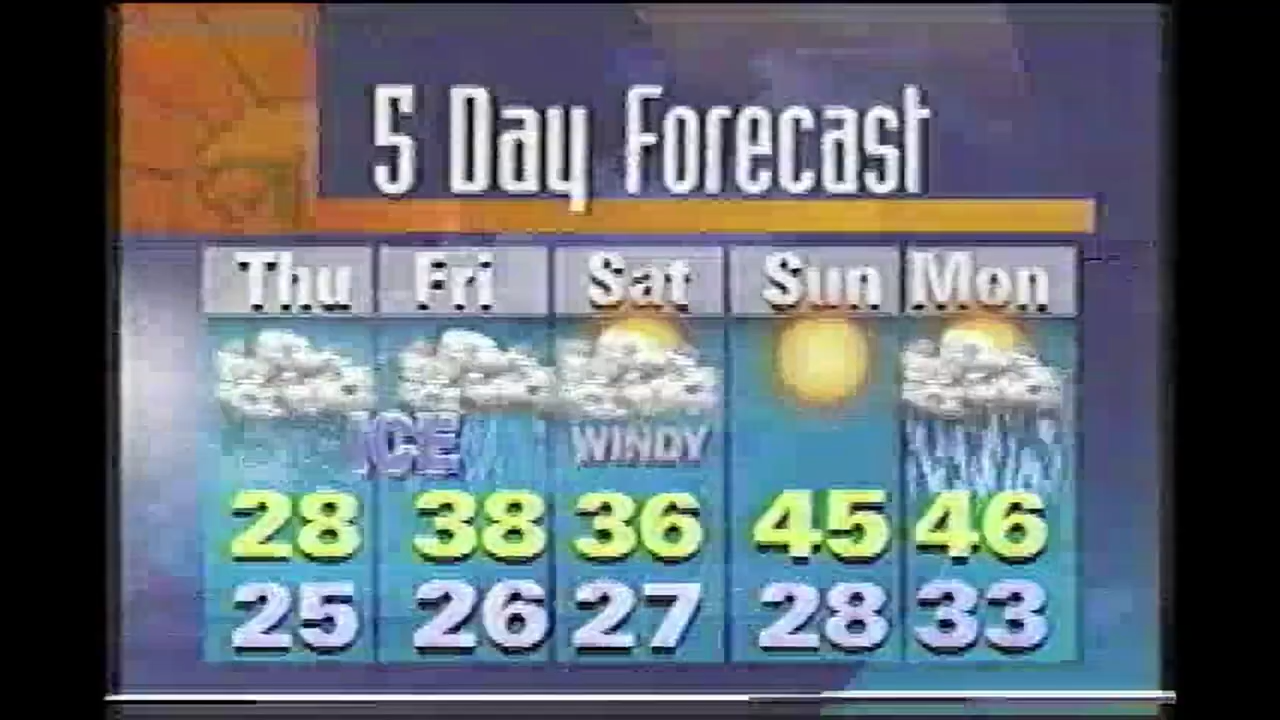 5 Day Forecast
Thu Fri Sat Sun Mon
ICE WINDY
28 38 36 45 46
25 26 27 28 33